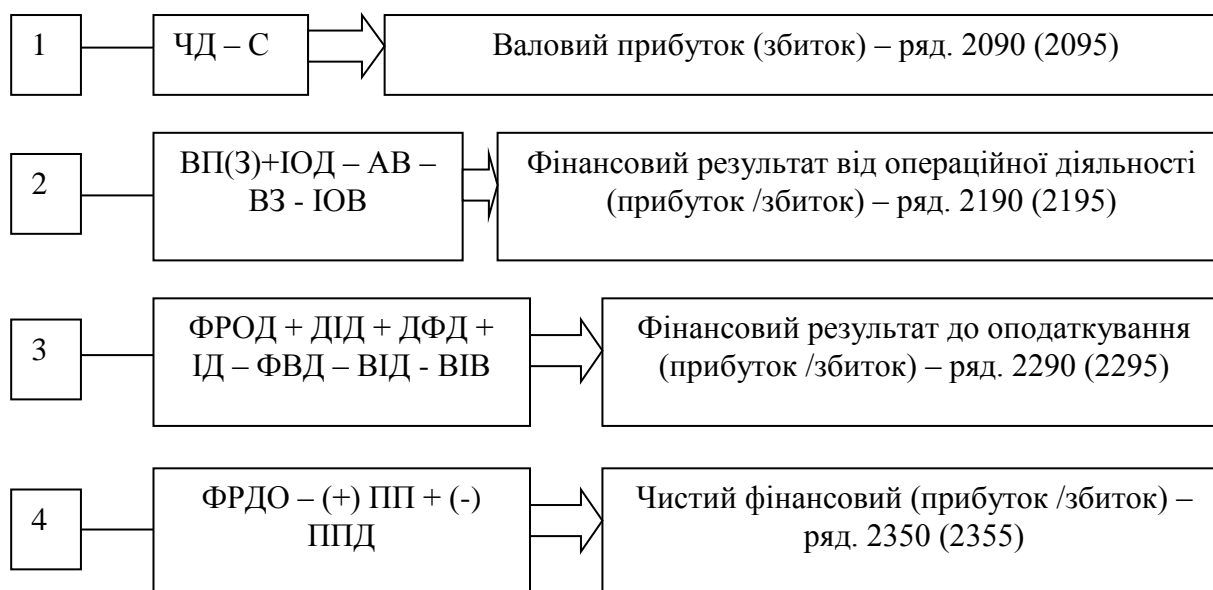 1
ЧД – С
Валовий прибуток (збиток) – ряд. 2090 (2095)
2
ВП(З)+ІОД – АВ –
ВЗ - ІОВ
Фінансовий результат від операційної діяльності
(прибуток /збиток) – ряд. 2190 (2195)
3
ФРОД + ДІД + ДФД +
ІД – ФВД – ВІД - ВІВ
Фінансовий результат до оподаткування
(прибуток /збиток) – ряд. 2290 (2295)
4
ФРДО – (+) ПП + (-)
ППД
Чистий фінансовий (прибуток /збиток) –
ряд. 2350 (2355)